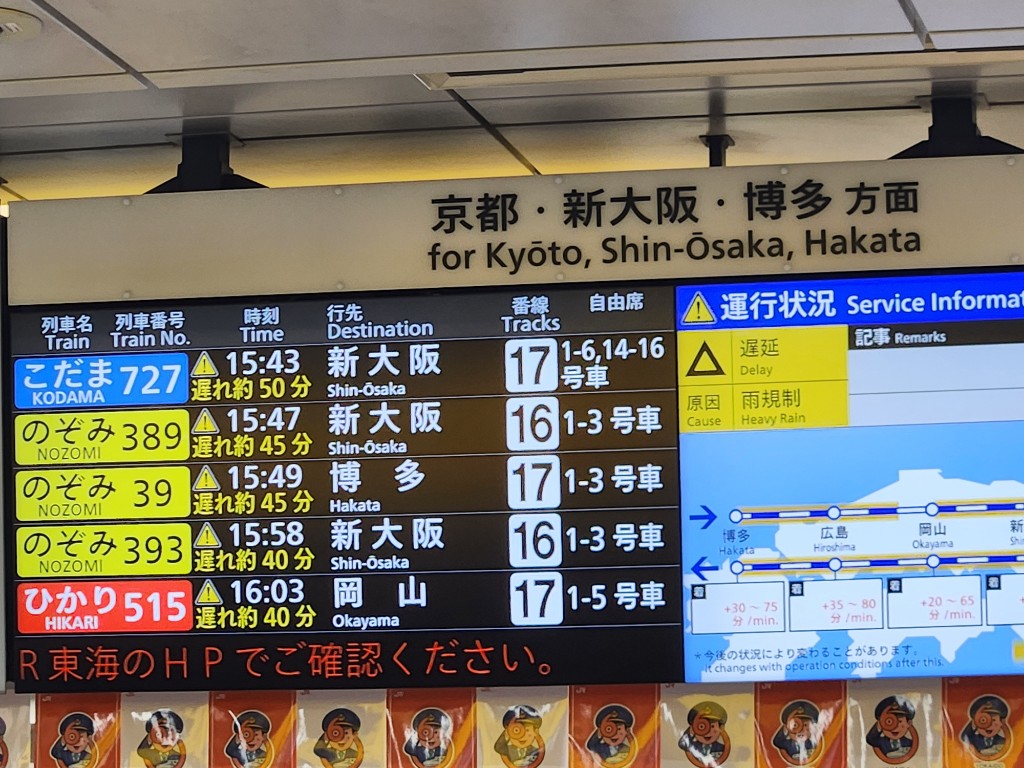 京都・新大阪・博多 方面
for Kyōto, Shin-Ōsaka, Hakata
列車名 列車番号 時刻 行先 番線 自由席
Train Train No. Time Destination Tracks
こだま 727 15:43 新大阪 17 1-6,14-16
KODAMA 遅れ約 50 分 Shin-Ōsaka 号車
のぞみ 389 15:47 新大阪 16 1-3 号車
NOZOMI 遅れ約 45 分 Shin-Ōsaka
のぞみ 39 15:49 博多 17 1-3 号車
NOZOMI 遅れ約 45 分 Hakata
のぞみ 393 15:58 新大阪 16 1-3 号車
NOZOMI 遅れ約 40 分 Shin-Ōsaka
ひかり 515 16:03 岡山 17 1-5 号車
HIKARI 遅れ約 40 分 Okayama
R東海のHPでご確認ください。
運行状況 Service Informat
遅延
Delay
原因 雨規制
Cause Heavy Rain
記事 Remarks
博多 広島 岡山 新
Hakata Hiroshima Okayama Shi
着 +30 ～ 75 着 +35 ～ 80 着 +20 ～ 65 着
分/min. 分/min. 分/min.
*今後の状況により変わることがあります。
It changes with operation conditions after this.